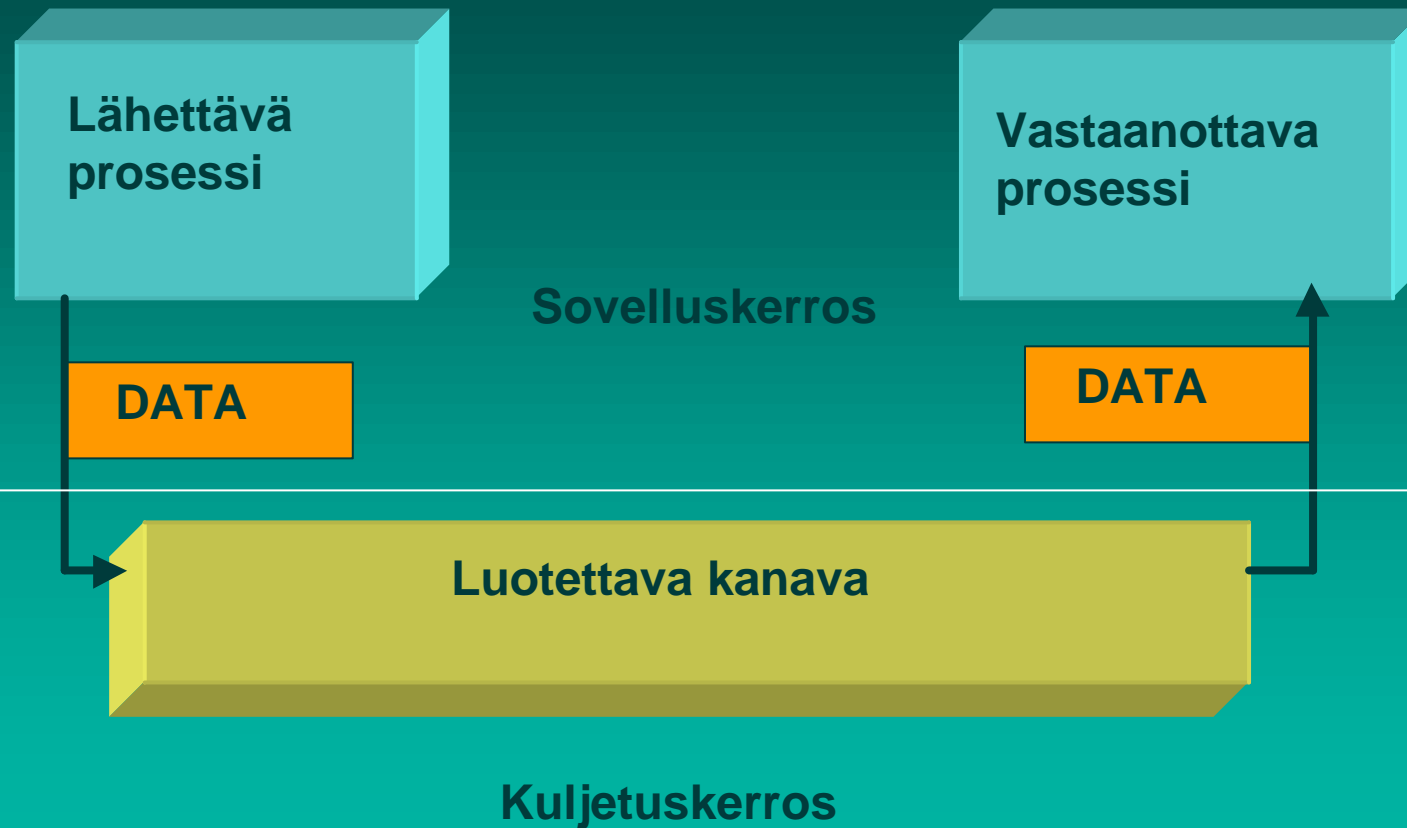 Lähettävä
prosessi
Vastaanottava
prosessi
Sovelluskerros
DATA
DATA
Luotettava kanava
Kuljetuskerros